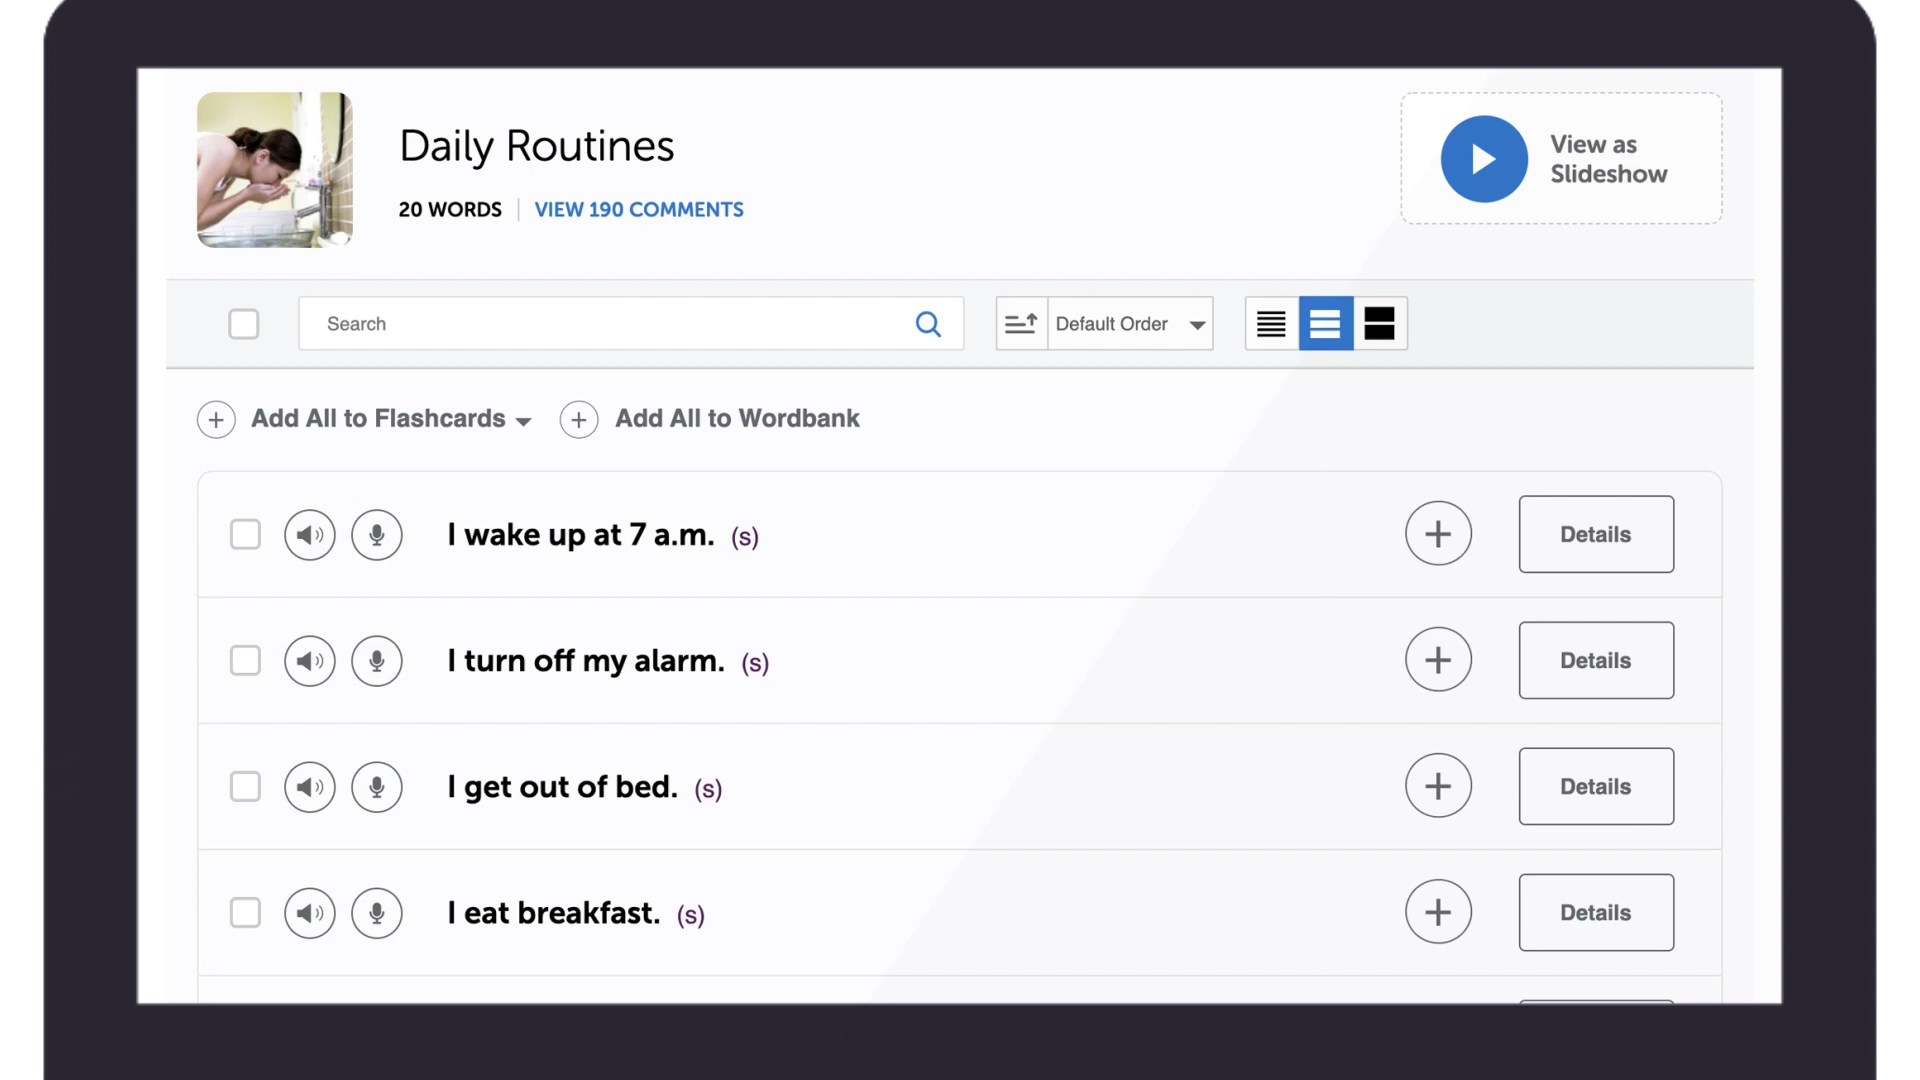 Daily Routines
20 WORDS
VIEW 190 COMMENTS
View as
Slideshow
Search
Default Order
Add All to Flashcards
Add All to Wordbank
I wake up at 7 a.m. (s)
Details
I turn off my alarm. (s)
Details
I get out of bed. (s)
Details
I eat breakfast. (s)
Details